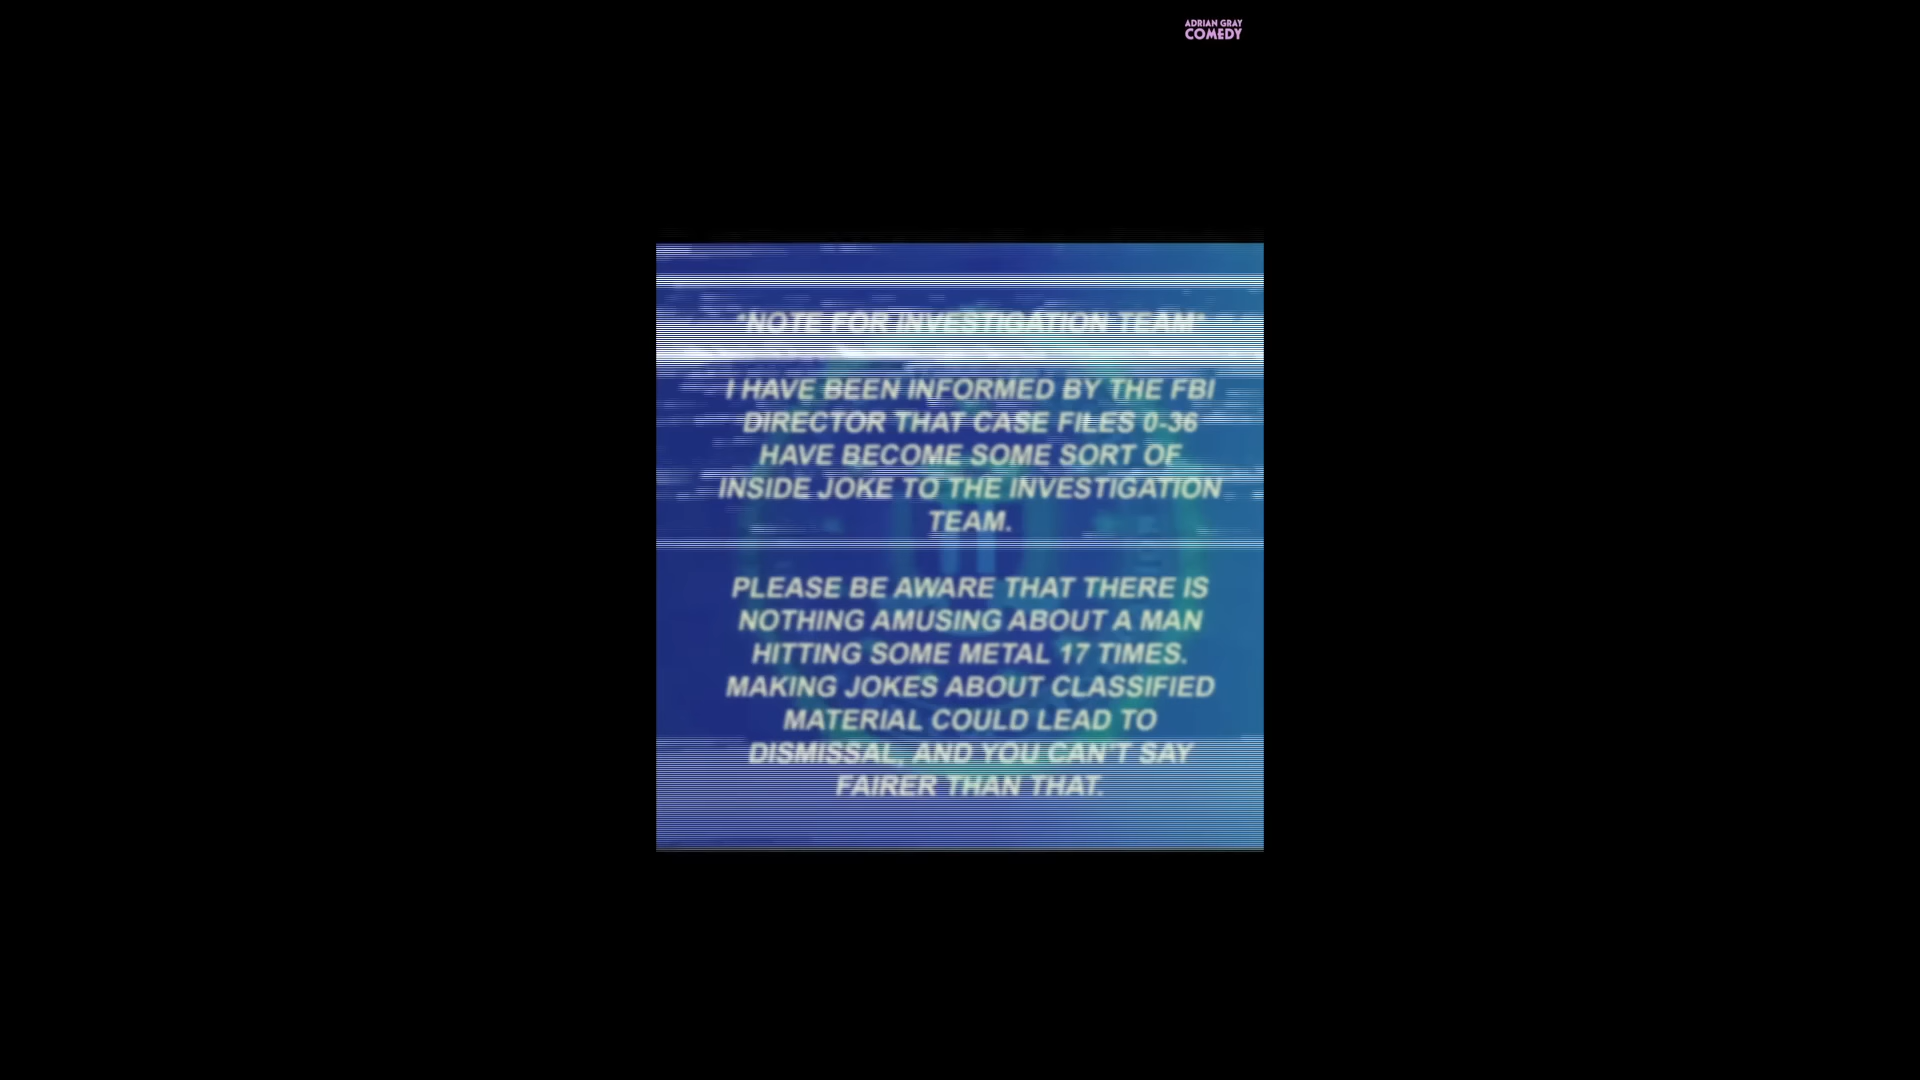 ADRIAN GRAY
COMEDY
*NOTE FOR INVESTIGATION TEAM*
I HAVE BEEN INFORMED BY THE FBI
DIRECTOR THAT CASE FILES 0-36
HAVE BECOME SOME SORT OF
INSIDE JOKE TO THE INVESTIGATION
TEAM.
PLEASE BE AWARE THAT THERE IS
NOTHING AMUSING ABOUT A MAN
HITTING SOME METAL 17 TIMES.
MAKING JOKES ABOUT CLASSIFIED
MATERIAL COULD LEAD TO
DISMISSAL, AND YOU CAN'T SAY
FAIRER THAN THAT.